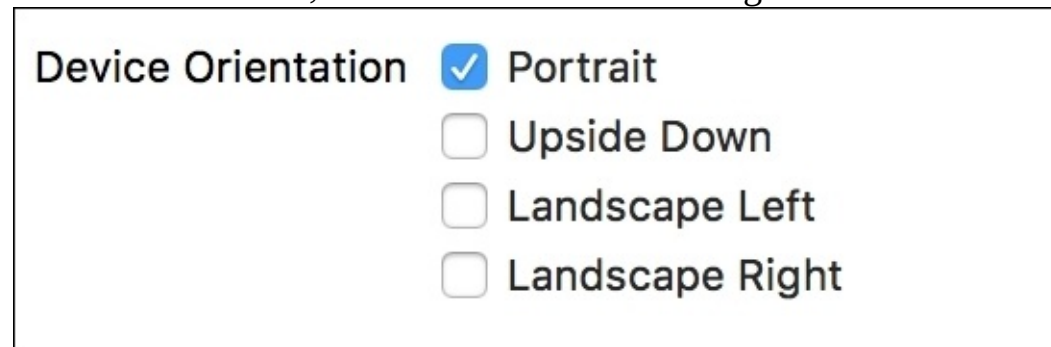 Device Orientation Portrait
Upside Down
Landscape Left
Landscape Right